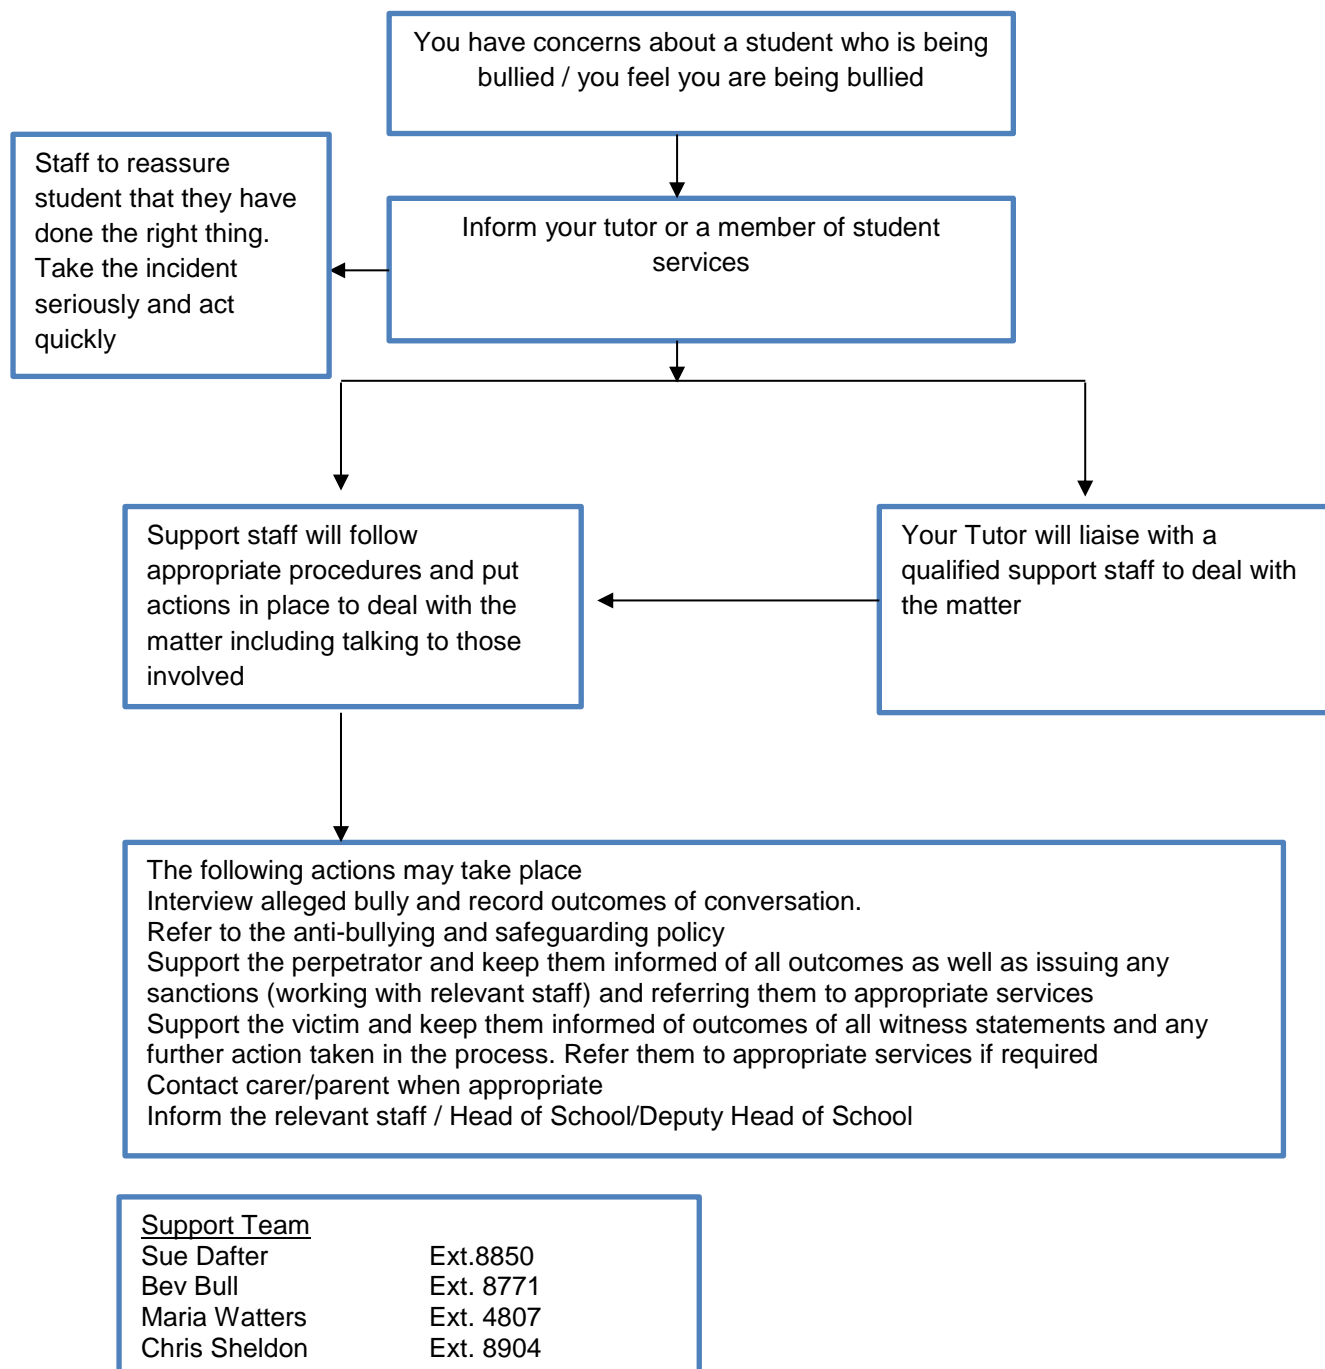 You have concerns about a student who is being
bullied / you feel you are being bullied
Staff to reassure
student that they have
done the right thing.
Take the incident
seriously and act
quickly
Inform your tutor or a member of student
services
Support staff will follow
appropriate procedures and put
actions in place to deal with the
matter including talking to those
involved
Your Tutor will liaise with a
qualified support staff to deal with
the matter
The following actions may take place
Interview alleged bully and record outcomes of conversation.
Refer to the anti-bullying and safeguarding policy
Support the perpetrator and keep them informed of all outcomes as well as issuing any
sanctions (working with relevant staff) and referring them to appropriate services
Support the victim and keep them informed of outcomes of all witness statements and any
further action taken in the process. Refer them to appropriate services if required
Contact carer/parent when appropriate
Inform the relevant staff / Head of School/Deputy Head of School
Support Team
Sue Dafter Ext.8850
Bev Bull Ext. 8771
Maria Watters Ext. 4807
Chris Sheldon Ext. 8904